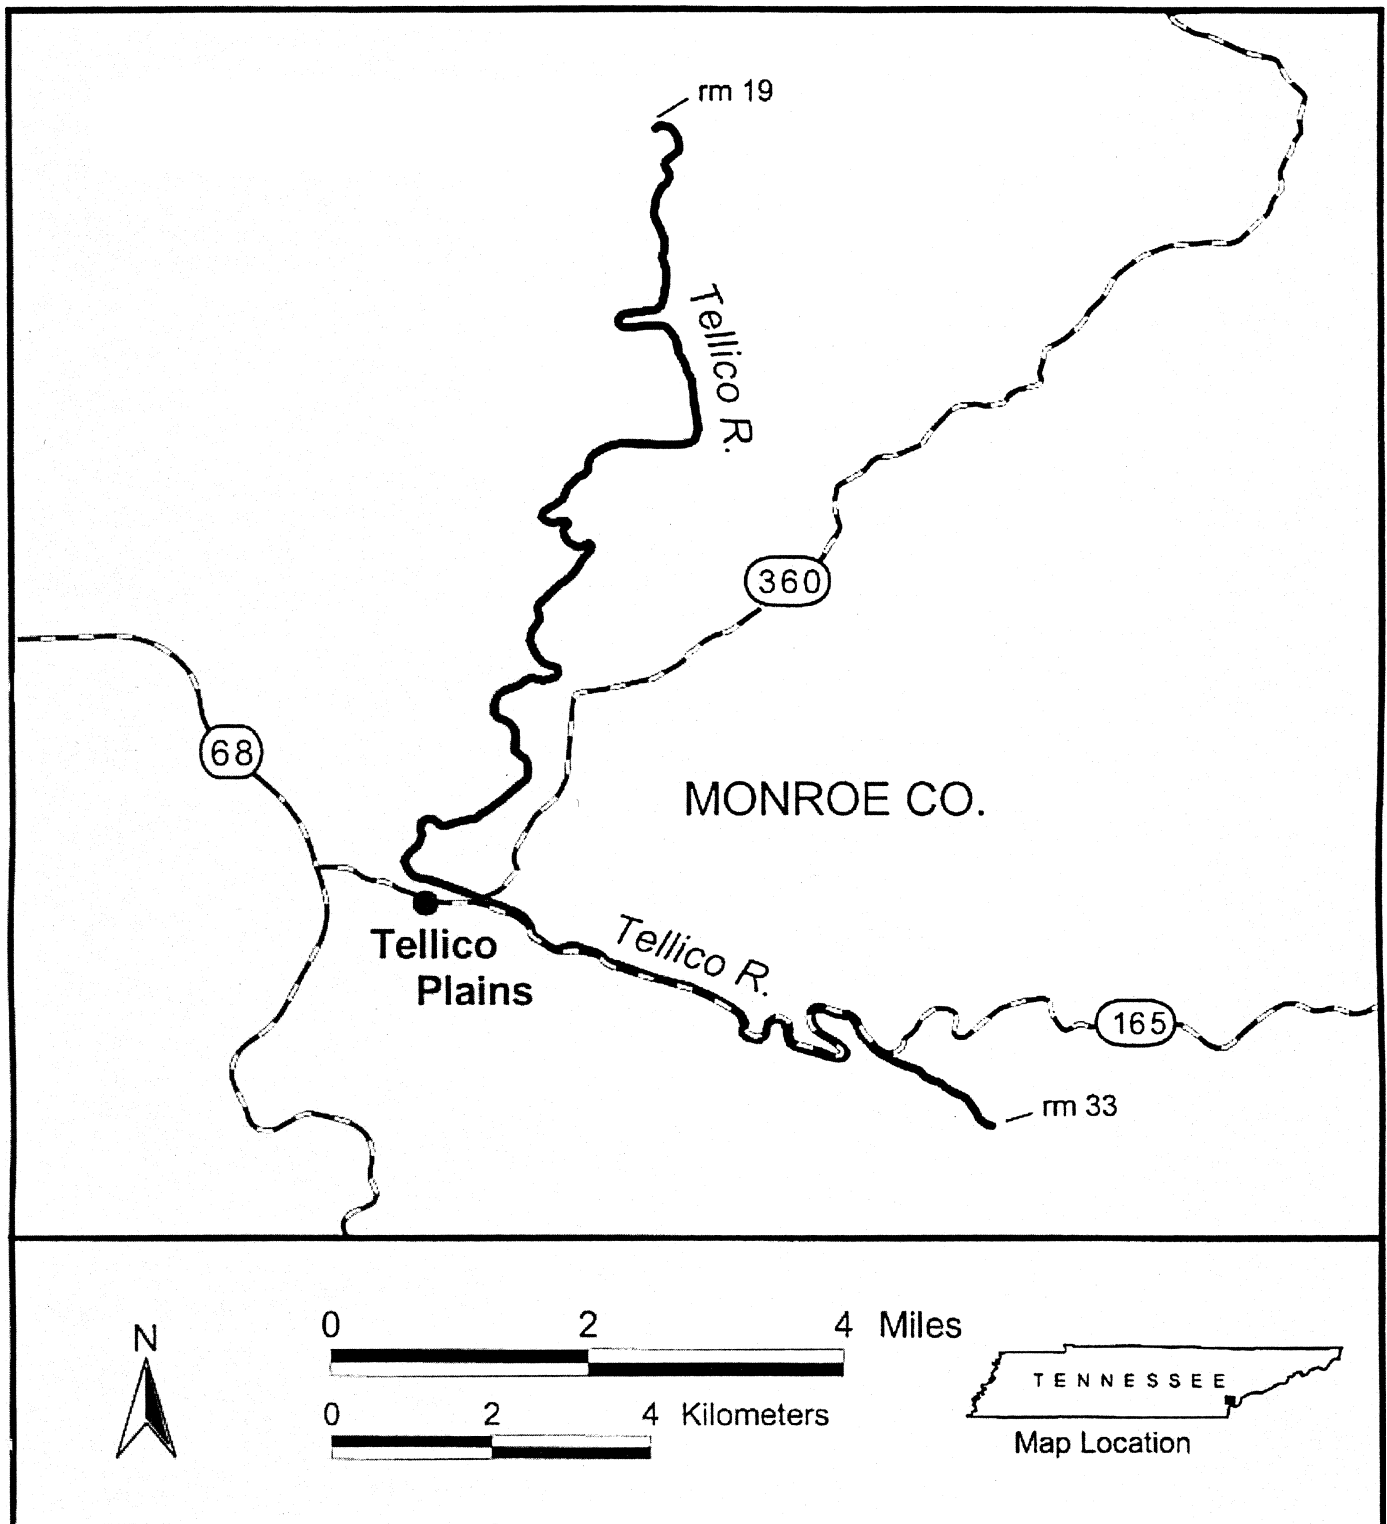 rm 19
Tellico R.
360
68
MONROE CO.
Tellico
Plains
Tellico R.
165
rm 33
N
0 2 4 Miles
0 2 4 Kilometers
TENNESSEE
Map Location